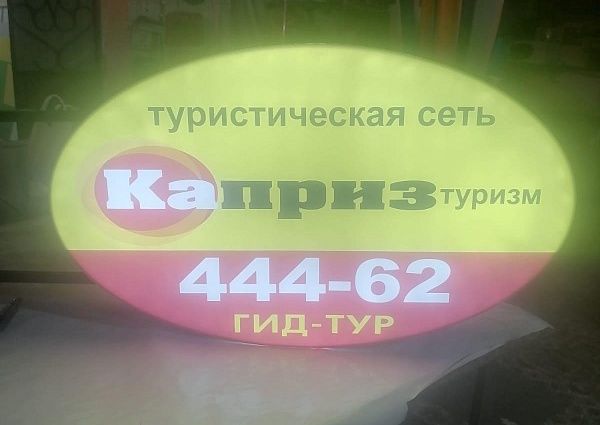 туристическая сеть
Каприз туризм
444-62
ГИД-ТУР